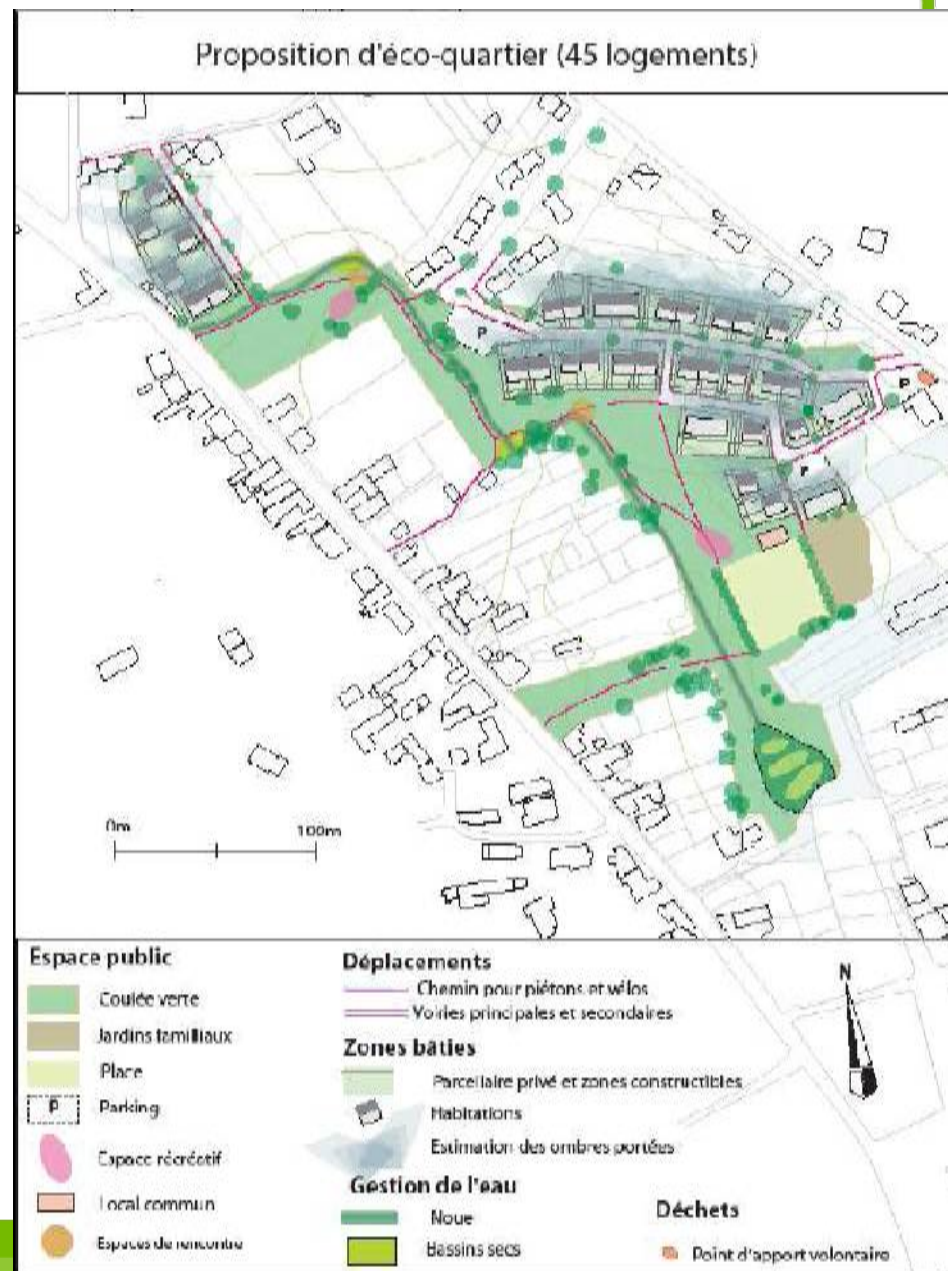 Proposition d'éco-quartier (45 logements)
P
P
P
0m
100m
Espace public
Coulée verte
Jardins familliaux
Place
P Parking
Espace récréatif
Local commun
Espaces de rencontre
Déplacements
Chemin pour piétons et vélos
Voiries principales et secondaires
Zones bâties
Parcellaire privé et zones constructibles
Habitations
Estimation des ombres portées
Gestion de l'eau
Noue
Bassins secs
N
Déchets
Point d'apport volontaire